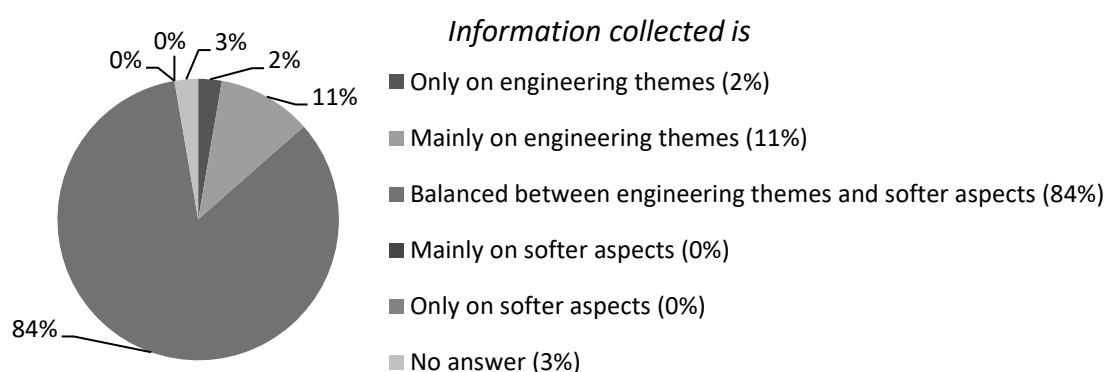 Information collected is
0%
0%
3%
2%
11%
84%
Only on engineering themes (2%)
Mainly on engineering themes (11%)
Balanced between engineering themes and softer aspects (84%)
Mainly on softer aspects (0%)
Only on softer aspects (0%)
No answer (3%)